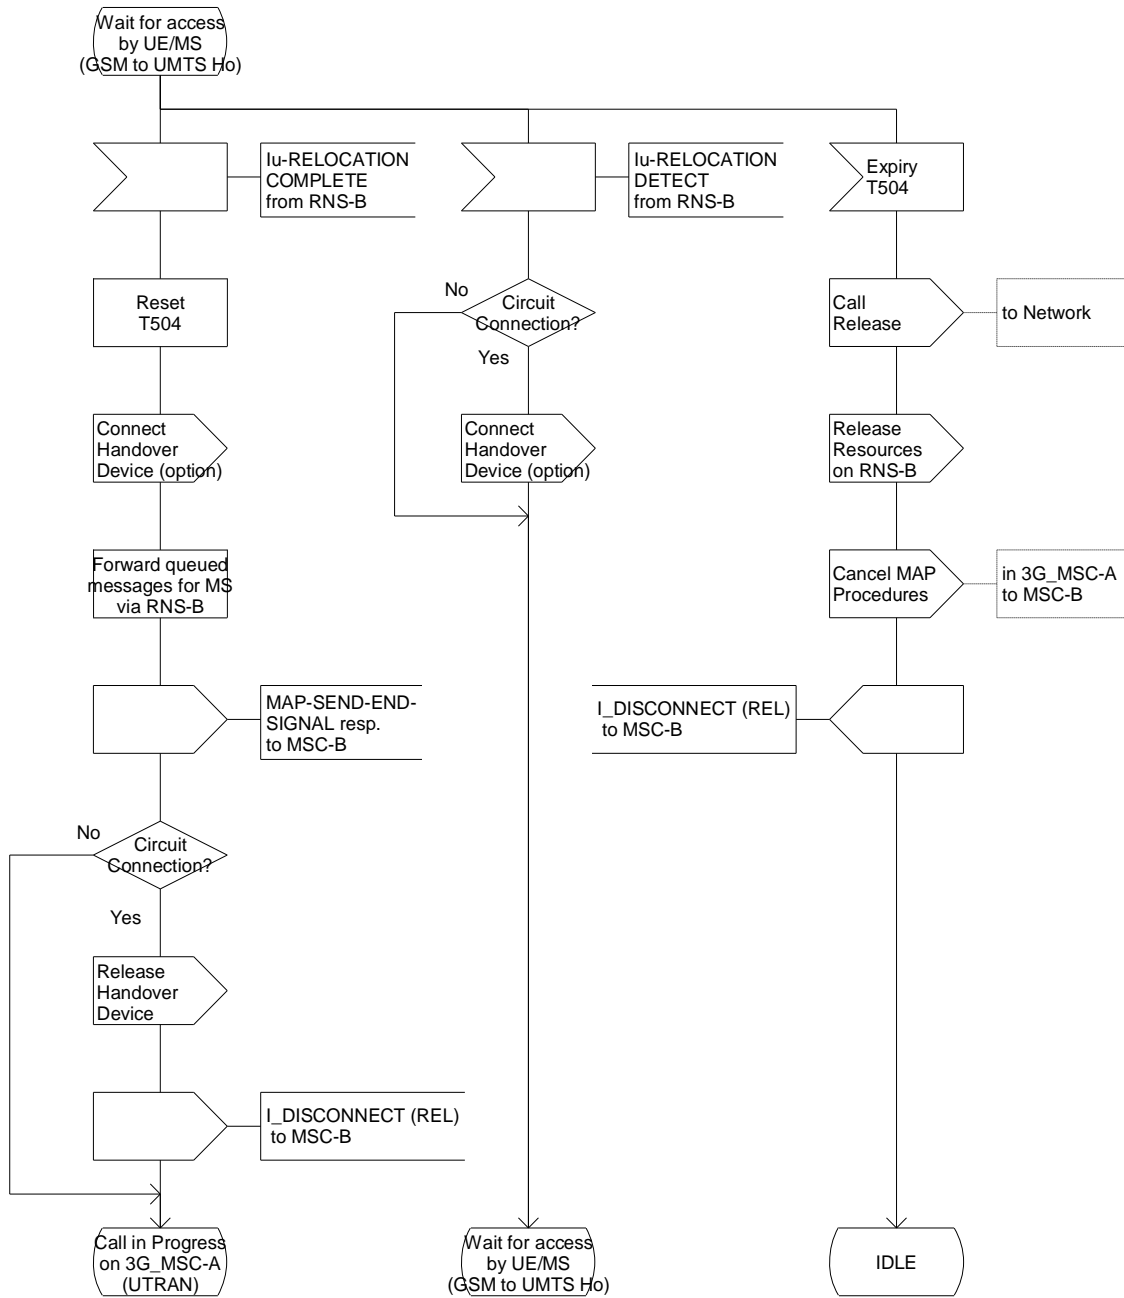 Wait for access
by UE/MS
(GSM to UMTS Ho)
Iu-RELOCATION
COMPLETE
from RNS-B
Iu-RELOCATION
DETECT
from RNS-B
Expiry
T504
Reset
T504
No
Circuit
Connection?
Yes
Call
Release
to Network
Connect
Handover
Device (option)
Connect
Handover
Device (option)
Release
Resources
on RNS-B
Forward queued
messages for MS
via RNS-B
Cancel MAP
Procedures
in 3G_MSC-A
to MSC-B
MAP-SEND-END-
SIGNAL resp.
to MSC-B
I_DISCONNECT (REL)
to MSC-B
No
Circuit
Connection?
Yes
Release
Handover
Device
I_DISCONNECT (REL)
to MSC-B
Call in Progress
on 3G_MSC-A
(UTRAN)
Wait for access
by UE/MS
(GSM to UMTS Ho)
IDLE